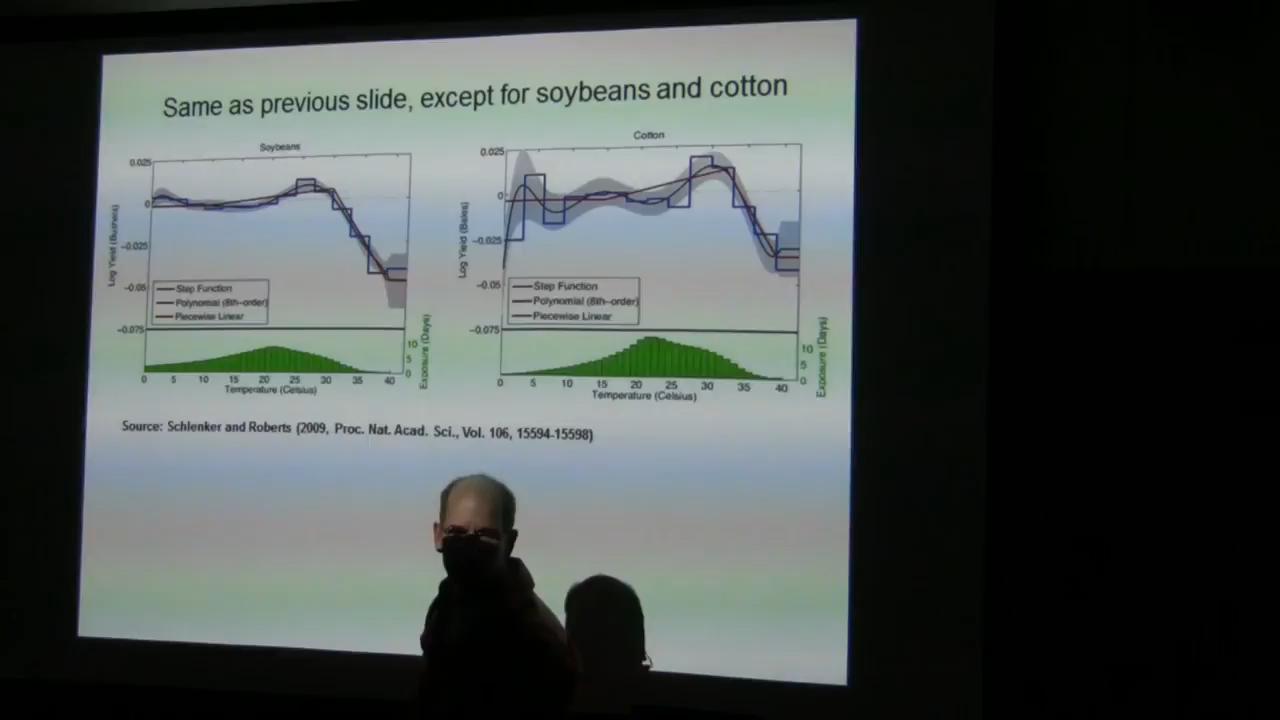 Same as previous slide, except for soybeans and cotton
Soybeans
0.025
0
−0.025
−0.05
−0.075
Log Yield (Bushels)
Step Function
Polynomial (8th−order)
Piecewise Linear
10
5
0
Exposure (Days)
0 5 10 15 20 25 30 35 40
Temperature (Celsius)
Cotton
0.025
0
−0.025
−0.05
−0.075
Log Yield (Bales)
Step Function
Polynomial (8th−order)
Piecewise Linear
10
5
0
Exposure (Days)
0 5 10 15 20 25 30 35 40
Temperature (Celsius)
Source: Schlenker and Roberts (2009, Proc. Nat. Acad. Sci., Vol. 106, 15594-15598)